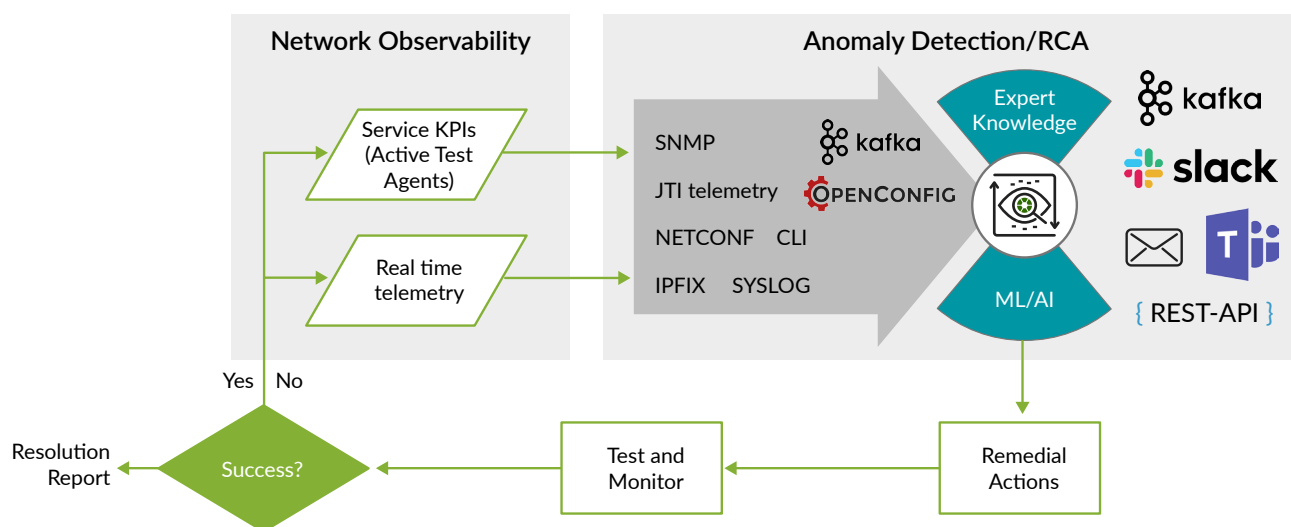 Network Observability
Anomaly Detection/RCA
Service KPIs
(Active Test
Agents)
Real time
telemetry
SNMP
kafka
JTI telemetry
OPENCONFIG
NETCONF CLI
IPFIX SYSLOG
Expert
Knowledge
ML/AI
kafka
slack
T
{ REST-API }
Yes No
Resolution
Report
Success?
Test and
Monitor
Remedial
Actions